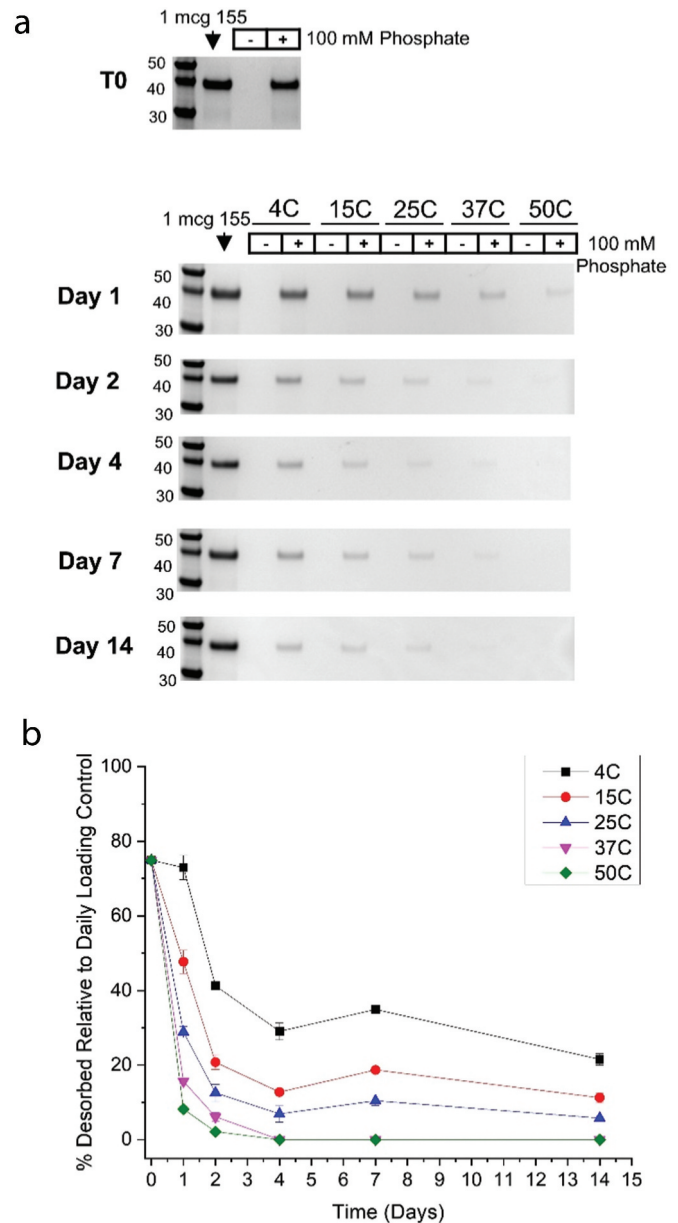 a
1 mcg 155
- + 100 mM Phosphate
T0
50
40
30
1 mcg 155 4C 15C 25C 37C 50C
- + - + - + - + - + 100 mM
Phosphate
Day 1
50
40
30
Day 2
50
40
30
Day 4
50
40
30
Day 7
50
40
30
Day 14
50
40
30
b
% Desorbed Relative to Daily Loading Control
100
80
60
40
20
0
4C
15C
25C
37C
50C
0 1 2 3 4 5 6 7 8 9 10 11 12 13 14 15
Time (Days)